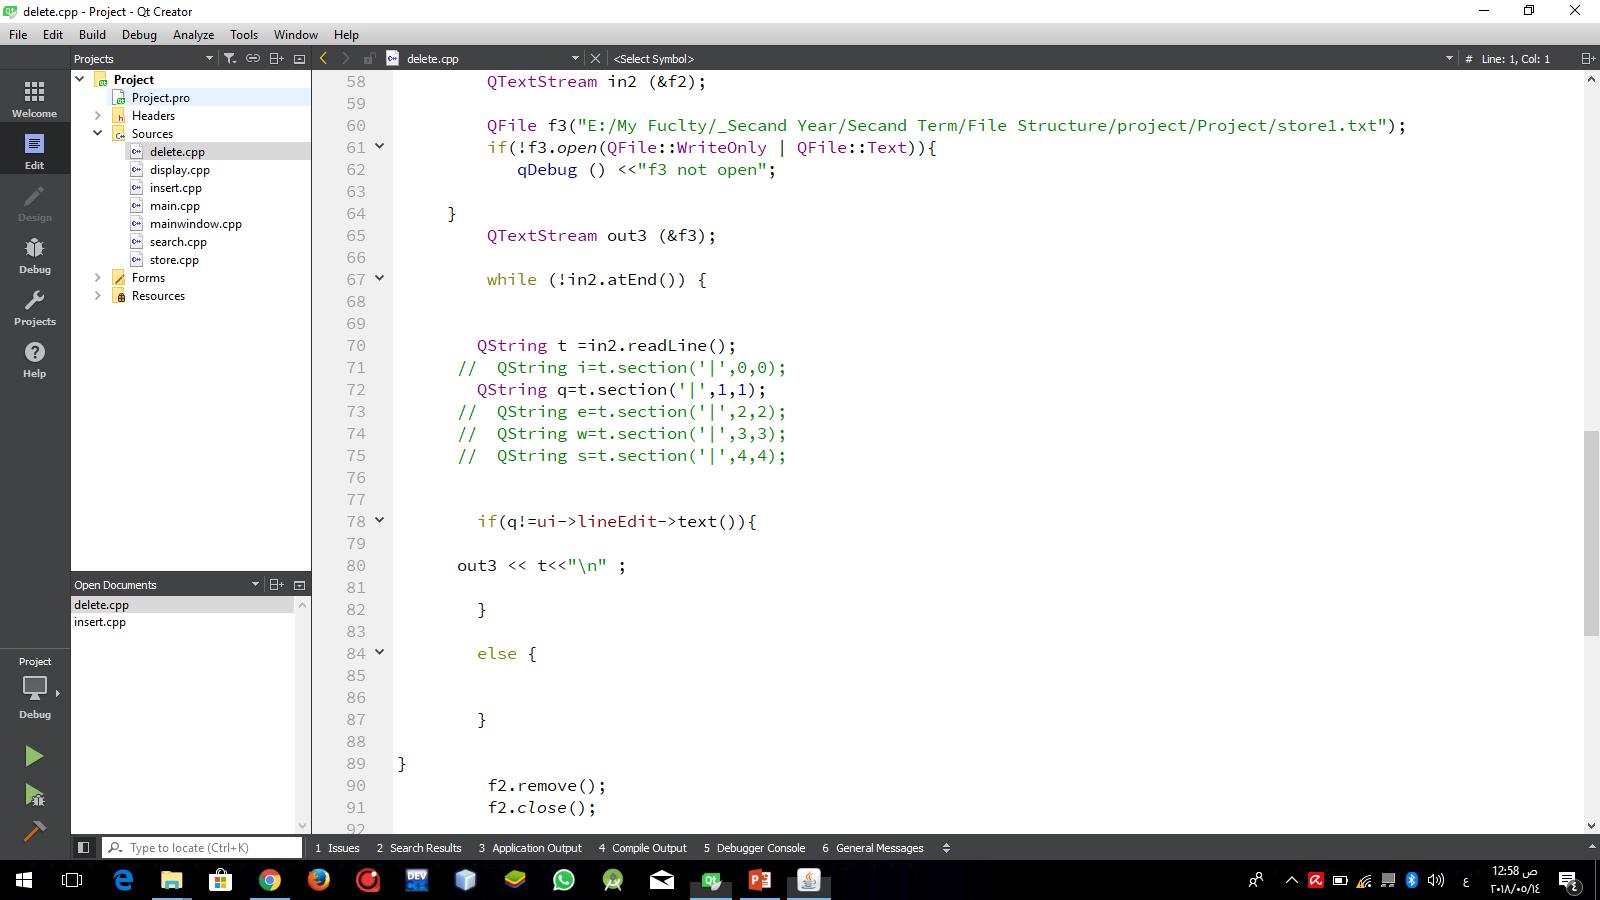 delete.cpp - Project - Qt Creator
File Edit Build Debug Analyze Tools Window Help
Projects
delete.cpp
<Select Symbol>
# Line: 1, Col: 1
Welcome
Edit
Design
Debug
Projects
Help
Project
Project.pro
Headers
Sources
delete.cpp
display.cpp
insert.cpp
main.cpp
mainwindow.cpp
search.cpp
store.cpp
Forms
Resources
Open Documents
delete.cpp
insert.cpp
Project
Debug
58 QTextStream in2 (&f2);
59
60 QFile f3("E:/My Fuclty/_Secand Year/Secand Term/File Structure/project/Project/store1.txt");
61 if(!f3.open(QFile::WriteOnly | QFile::Text)){
62 qDebug () <<"f3 not open";
63
64 }
65 QTextStream out3 (&f3);
66
67 while (!in2.atEnd()) {
68
69
70 QString t =in2.readLine();
71 // QString i=t.section('|',0,0);
72 QString q=t.section('|',1,1);
73 // QString e=t.section('|',2,2);
74 // QString w=t.section('|',3,3);
75 // QString s=t.section('|',4,4);
76
77
78 if(q!=ui->lineEdit->text()){
79
80 out3 << t<<"\n" ;
81
82 }
83
84 else {
85
86
87 }
88
89 }
90 f2.remove();
91 f2.close();
92
Type to locate (Ctrl+K)
1 Issues 2 Search Results 3 Application Output 4 Compile Output 5 Debugger Console 6 General Messages
DEV
Qt
ع
12:58 ص
٢٠١٨/٠٥/١٤
٤